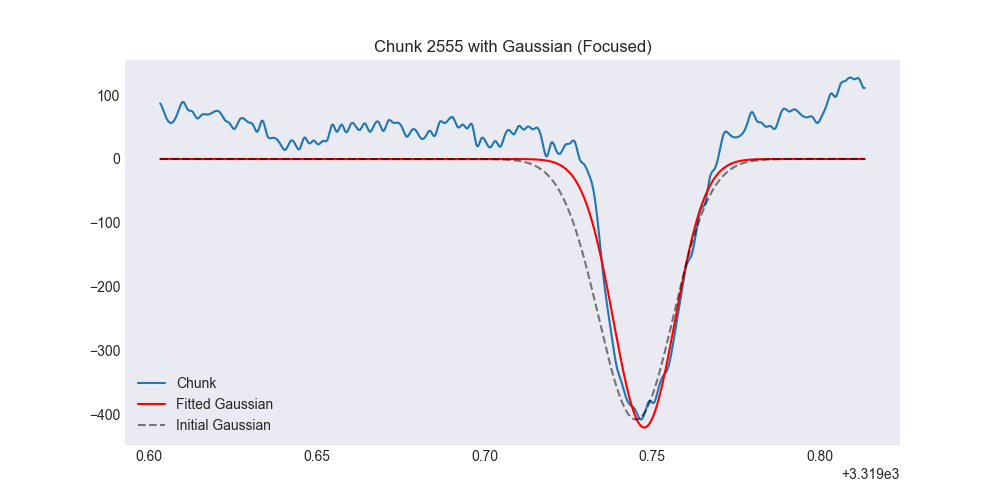 Chunk 2555 with Gaussian (Focused)
100
0
−100
−200
−300
−400
Chunk
Fitted Gaussian
Initial Gaussian
0.60 0.65 0.70 0.75 0.80
+3.319e3